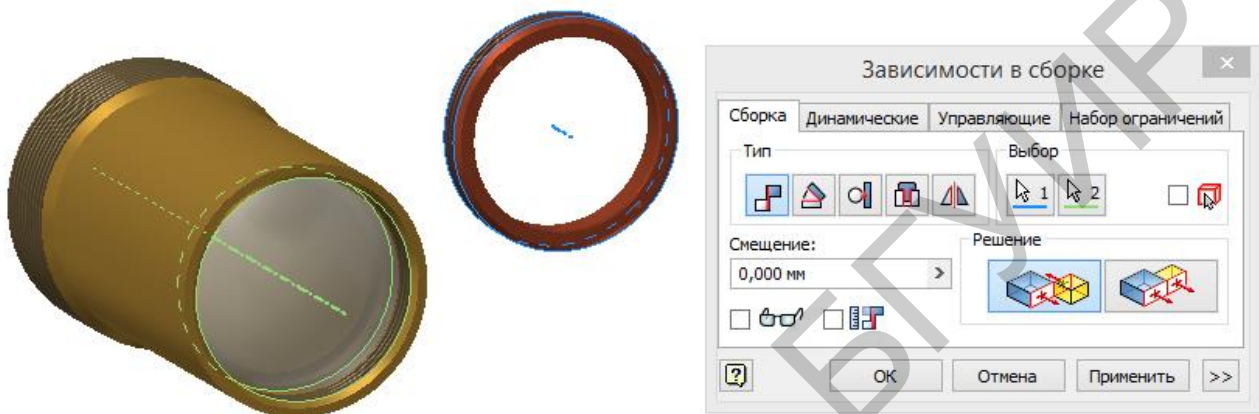 Зависимости в сборке
Сборка Динамические Управляющие Набор ограничений
Тип Выбор
1 2
Смещение: Решение
0,000 мм >
? ОК Отмена Применить >>
БГУИР